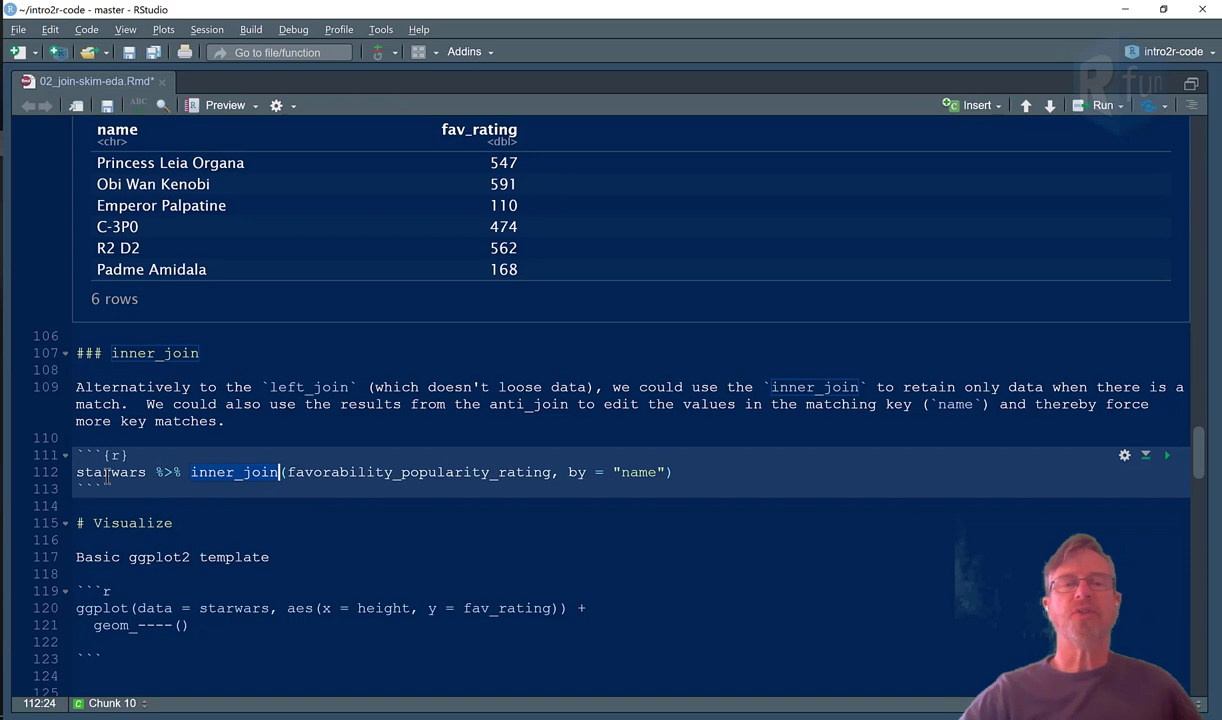 ~/intro2r-code - master - RStudio
File Edit Code View Plots Session Build Debug Profile Tools Help
Go to file/function Addins intro2r-code
R fun
02_join-skim-eda.Rmd*
ABC Preview Insert Run
name fav_rating
<chr> <dbl>
Princess Leia Organa 547
Obi Wan Kenobi 591
Emperor Palpatine 110
C-3P0 474
R2 D2 562
Padme Amidala 168
6 rows
106
107 ### inner_join
108
109 Alternatively to the `left_join` (which doesn't loose data), we could use the `inner_join` to retain only data when there is a
match. We could also use the results from the anti_join to edit the values in the matching key (`name`) and thereby force
more key matches.
110
111 ```{r}
112 starwars %>% inner_join(favorability_popularity_rating, by = "name")
113 ```
114
115 # Visualize
116
117 Basic ggplot2 template
118
119 ```r
120 ggplot(data = starwars, aes(x = height, y = fav_rating)) +
121 geom_----()
122
123 ```
124
125
112:24 C Chunk 10